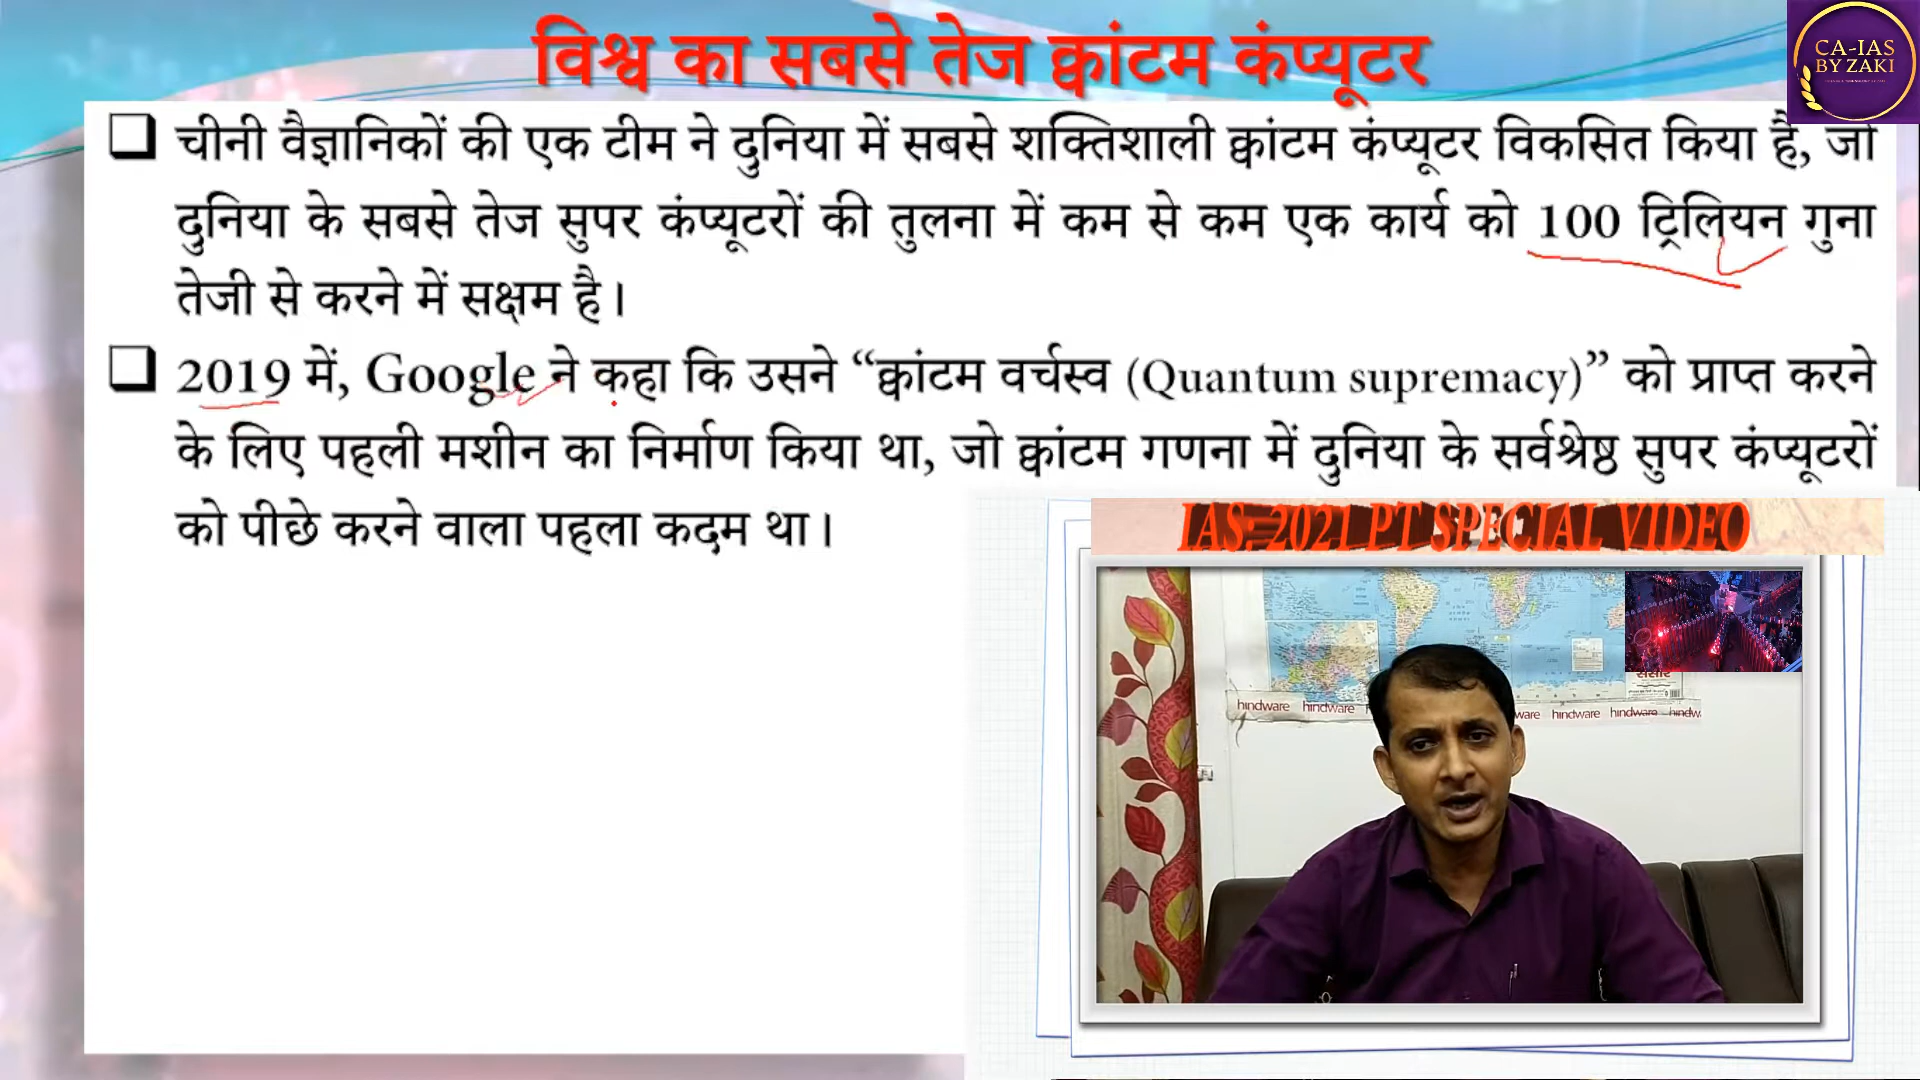 विश्व का सबसे तेज क्वांटम कंप्यूटर
CA-IAS
BY ZAKI
❑ चीनी वैज्ञानिकों की एक टीम ने दुनिया में सबसे शक्तिशाली क्वांटम कंप्यूटर विकसित किया है, जो
दुनिया के सबसे तेज सुपर कंप्यूटरों की तुलना में कम से कम एक कार्य को 100 ट्रिलियन गुना
तेजी से करने में सक्षम है।
❑ 2019 में, Google ने कहा कि उसने “क्वांटम वर्चस्व (Quantum supremacy)” को प्राप्त करने
के लिए पहली मशीन का निर्माण किया था, जो क्वांटम गणना में दुनिया के सर्वश्रेष्ठ सुपर कंप्यूटरों
को पीछे करने वाला पहला कदम था।
IAS: 2021 PT SPECIAL VIDEO
संसार
hindware hindware ware hindware hindware hindw